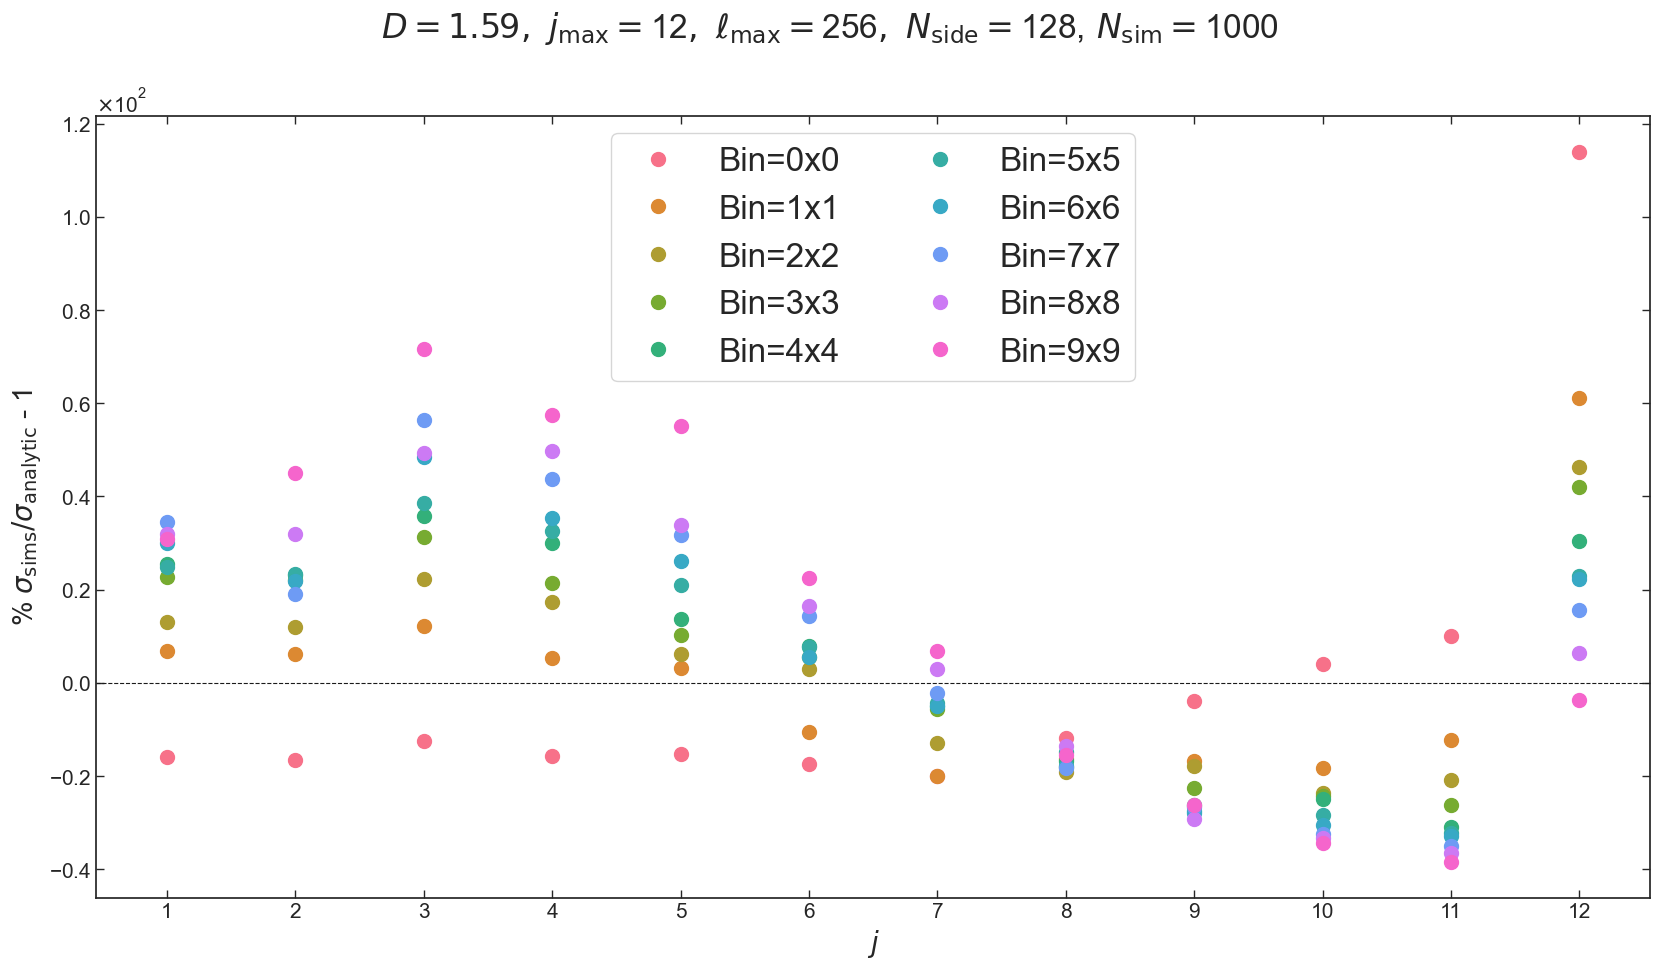 D = 1.59, j_max = 12, ℓ_max = 256, N_side = 128, N_sim = 1000
×10²
1.2
1.0
0.8
0.6
0.4
0.2
0.0
−0.2
−0.4
% σ_sims/σ_analytic - 1
Bin=0x0
Bin=1x1
Bin=2x2
Bin=3x3
Bin=4x4
Bin=5x5
Bin=6x6
Bin=7x7
Bin=8x8
Bin=9x9
1 2 3 4 5 6 7 8 9 10 11 12
j